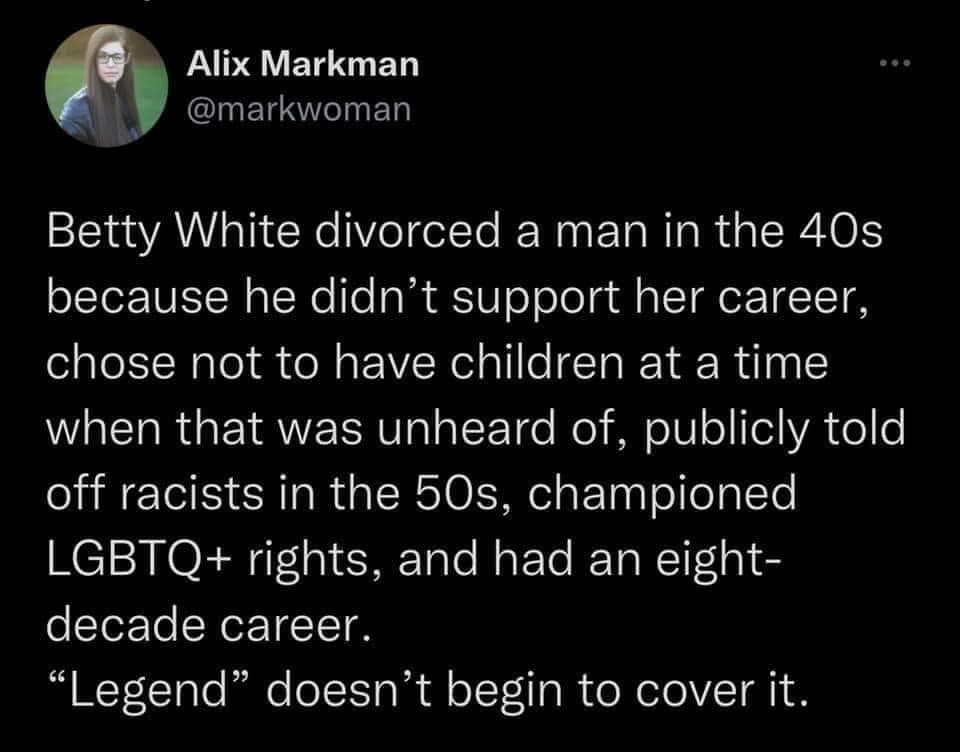 Alix Markman
@markwoman
Betty White divorced a man in the 40s
because he didn’t support her career,
chose not to have children at a time
when that was unheard of, publicly told
off racists in the 50s, championed
LGBTQ+ rights, and had an eight-
decade career.
“Legend” doesn’t begin to cover it.